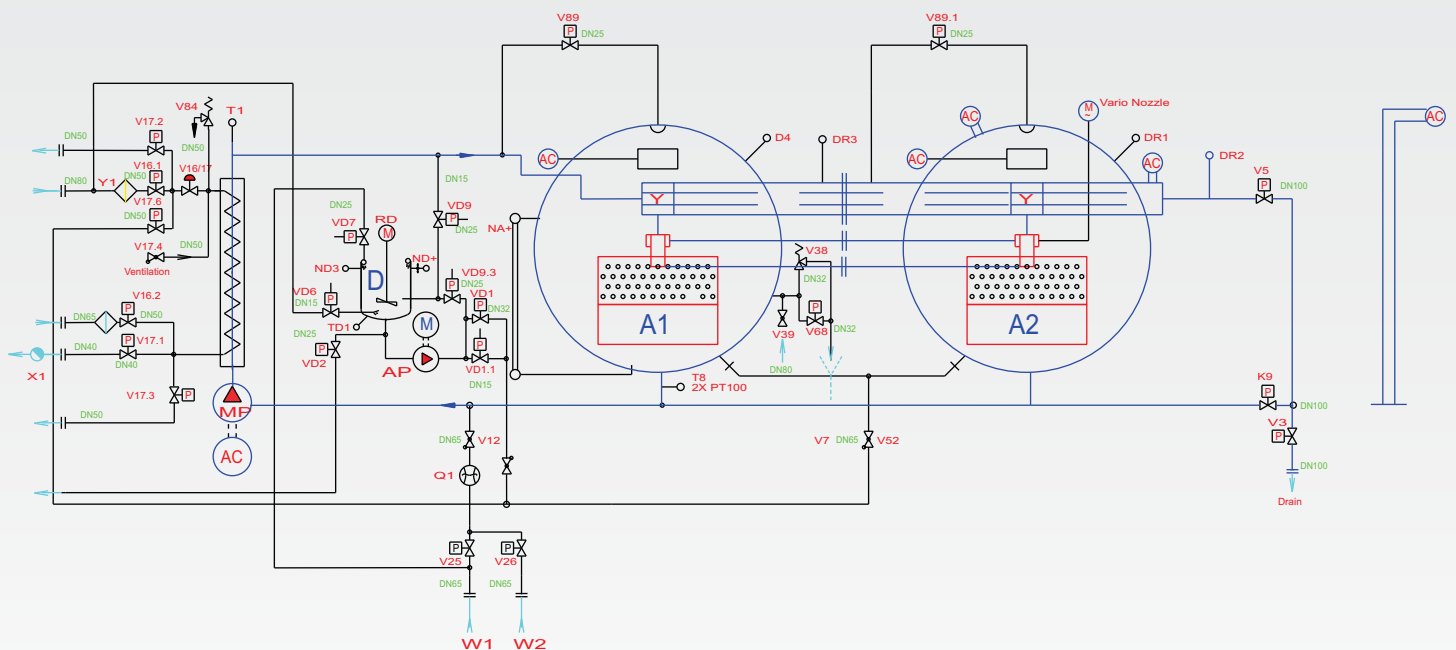 V89
DN25
P
V89.1
DN25
P
M
~
Vario Nozzle
V84
T1
V17.2
P
DN50
DN50
AC
AC
D4
DR3
DR1
DR2
AC
AC
AC
V16.1
DN50
P
V16/17
DN80
Y1
V17.6
DN50
P
DN15
V5
P
DN100
DN25
VD7
P
RD
M
VD9
P
DN25
NA+
Y
Y
V17.4
DN50
Ventilation
ND3
D
ND+
V38
DN32
VD9.3
DN25
P
VD6
DN15
P
VD1
DN32
P
V16.2
DN50
P
DN65
TD1
M
A1
A2
P
V68
DN32
V39
DN80
V17.1
P
DN40
DN40
X1
DN25
P
VD2
AP
P
VD1.1
DN15
T8
2X PT100
V17.3
P
DN50
MP
K9
P
DN100
V3
P
DN100
Drain
AC
DN65
V12
V7
DN65
V52
Q1
P
V25
P
V26
DN65
DN65
W1
W2